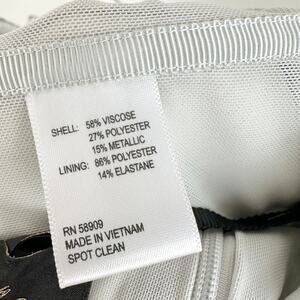 SHELL: 58% VISCOSE
27% POLYESTER
15% METALLIC
LINING: 86% POLYESTER
14% ELASTANE
RN 58909
MADE IN VIETNAM
SPOT CLEAN